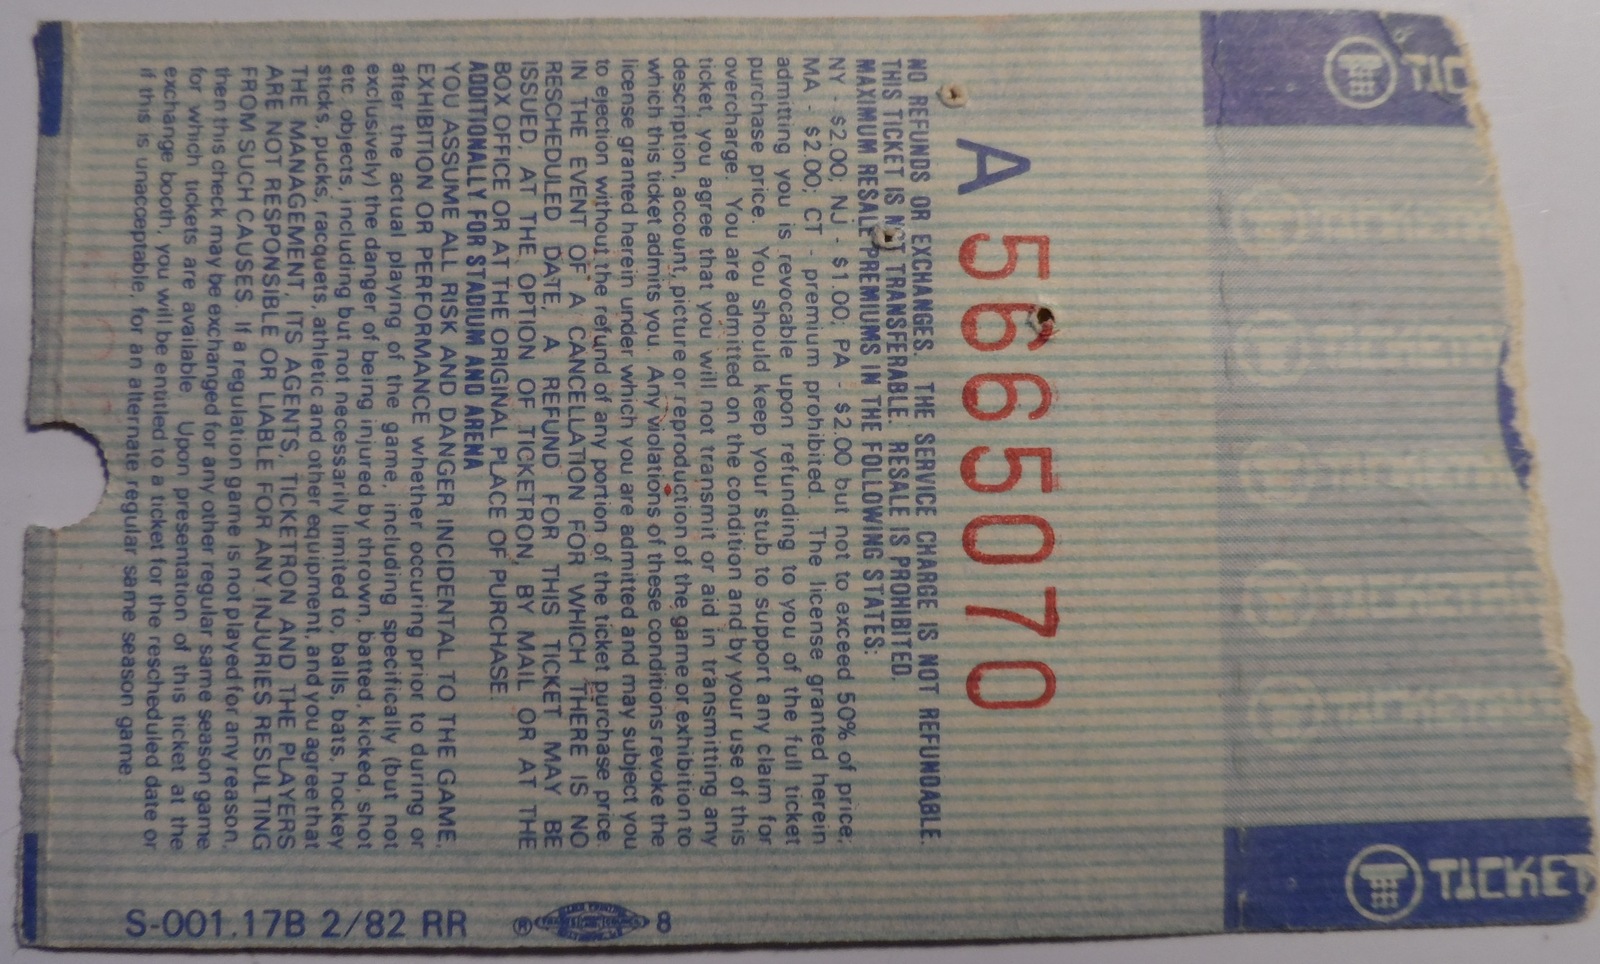 A 5665070
NO REFUNDS OR EXCHANGES. THE SERVICE CHARGE IS NOT REFUNDABLE.
THIS TICKET IS NOT TRANSFERABLE. RESALE IS PROHIBITED.
MAXIMUM RESALE PREMIUMS IN THE FOLLOWING STATES:
NY - $2.00; NJ - $1.00; PA - $2.00 but not to exceed 50% of price;
MA - $2.00; CT - premium prohibited. The license granted herein
admitting you is revocable upon refunding to you of the full ticket
purchase price. You should keep your stub to support any claim for
overcharge. You are admitted on the condition and by your use of this
ticket, you agree that you will not transmit or aid in transmitting any
description, account, picture or reproduction of the game or exhibition to
which this ticket admits you. Any violations of these conditions revoke the
license granted herein under which you are admitted and may subject you
to ejection without the refund of any portion of the ticket purchase price.
IN THE EVENT OF A CANCELLATION FOR WHICH THERE IS NO
RESCHEDULED DATE, A REFUND FOR THIS TICKET MAY BE
ISSUED, AT THE OPTION OF TICKETRON, BY MAIL OR AT THE
BOX OFFICE OR AT THE ORIGINAL PLACE OF PURCHASE.
ADDITIONALLY FOR STADIUM AND ARENA
YOU ASSUME ALL RISK AND DANGER INCIDENTAL TO THE GAME,
EXHIBITION OR PERFORMANCE whether occuring prior to during or
after the actual playing of the game, including specifically (but not
exclusively) the danger of being injured by thrown, batted, kicked, shot
etc. objects, including but not necessarily limited to, balls, bats, hockey
sticks, pucks, racquets, athletic and other equipment, and you agree that
THE MANAGEMENT, ITS AGENTS, TICKETRON AND THE PLAYERS
ARE NOT RESPONSIBLE OR LIABLE FOR ANY INJURIES RESULTING
FROM SUCH CAUSES. If a regulation game is not played for any reason,
then this check may be exchanged for any other regular same season game
for which tickets are available. Upon presentation of this ticket at the
exchange booth, you will be entitled to a ticket for the rescheduled date or
if this is unacceptable, for an alternate regular same season game.
S-001.17B 2/82 RR ® 8
TICKET